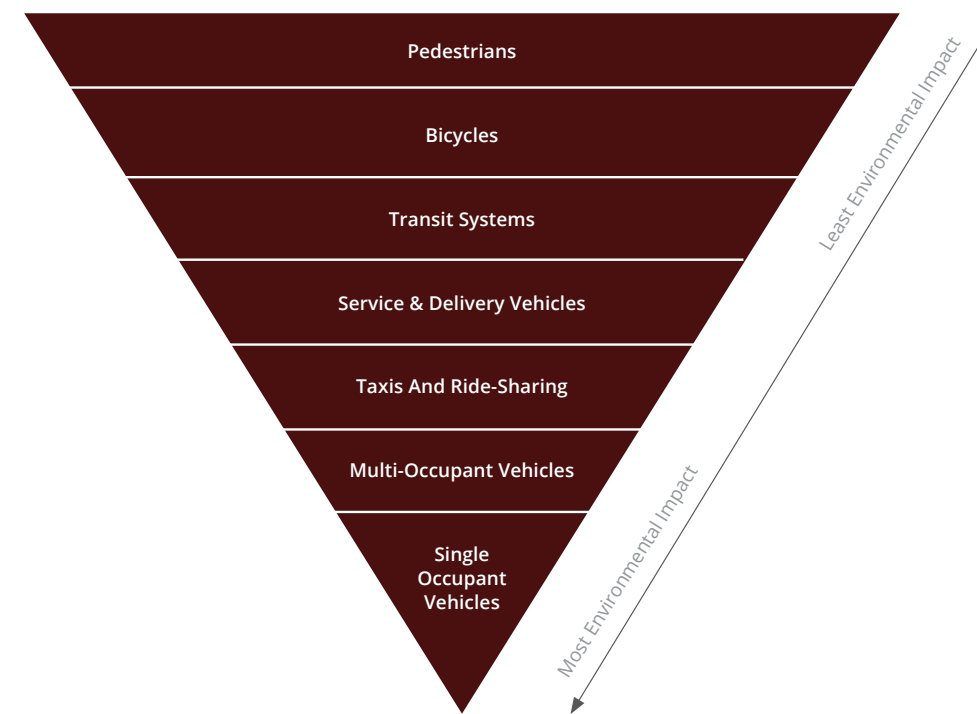 Pedestrians
Bicycles
Transit Systems
Service & Delivery Vehicles
Taxis And Ride-Sharing
Multi-Occupant Vehicles
Single
Occupant
Vehicles
Least Environmental Impact
Most Environmental Impact